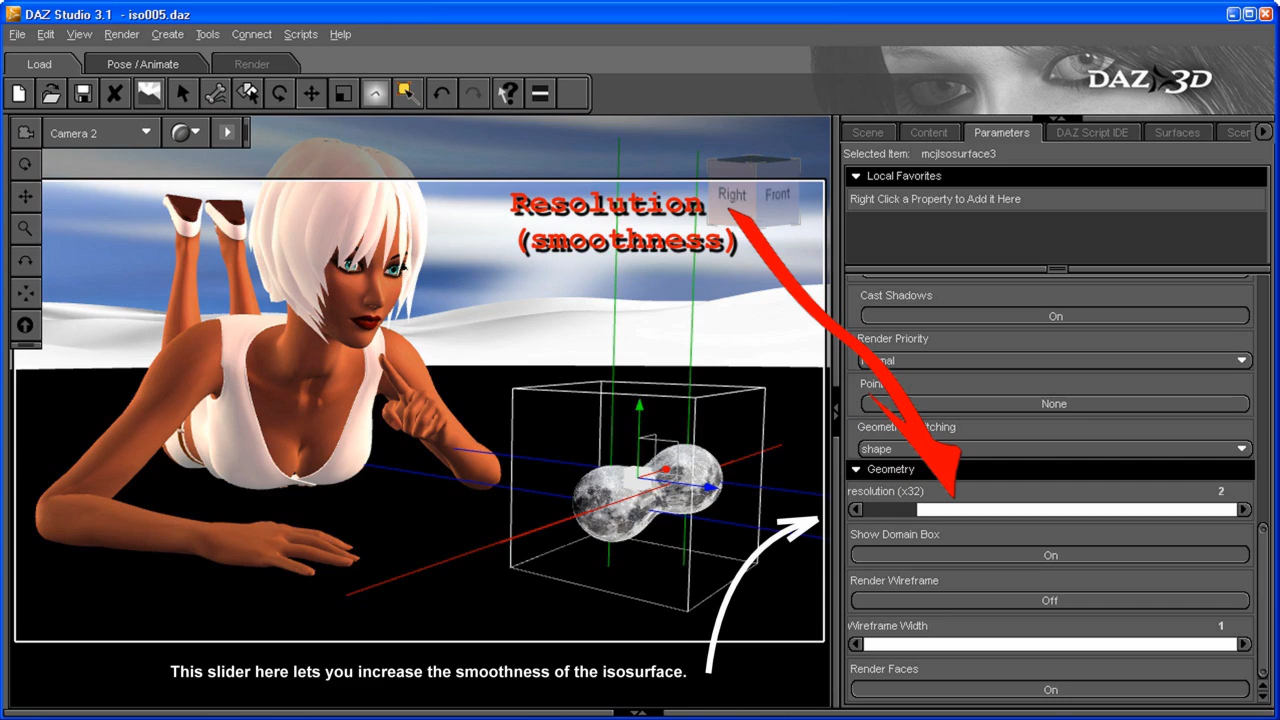 DAZ Studio 3.1 - iso005.daz
File Edit View Render Create Tools Connect Scripts Help
Load Pose / Animate Render
DAZ 3D
Camera 2
Scene Content Parameters DAZ Script IDE Surfaces
Selected Item: mcjIsosurface3
Local Favorites
Right Click a Property to Add it Here
Right Front
Resolution
(smoothness)
Cast Shadows
On
Render Priority
None
shape
Geometry
resolution (x32) 2
Show Domain Box
On
Render Wireframe
Off
Wireframe Width 1
Render Faces
On
This slider here lets you increase the smoothness of the isosurface.